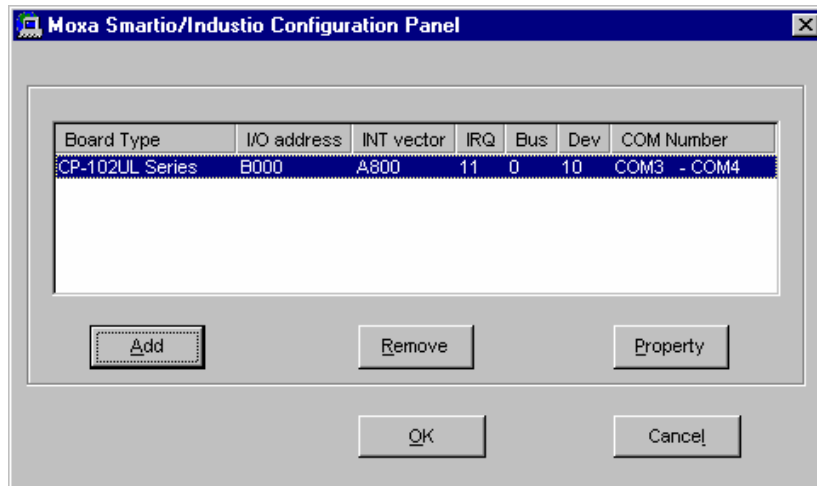 Moxa Smartio/Industio Configuration Panel
Board Type I/O address INT vector IRQ Bus Dev COM Number
CP-102UL Series B000 A800 11 0 10 COM3 - COM4
Add Remove Property
OK Cancel